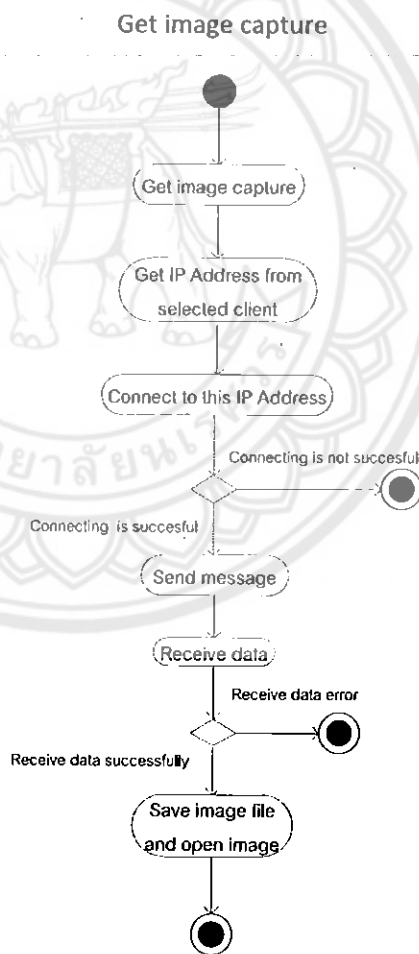 Get image capture
Get image capture
Get IP Address from
selected client
Connect to this IP Address
Connecting is not succesful
Connecting is succesful
Send message
Receive data
Receive data error
Receive data successfully
Save image file
and open image